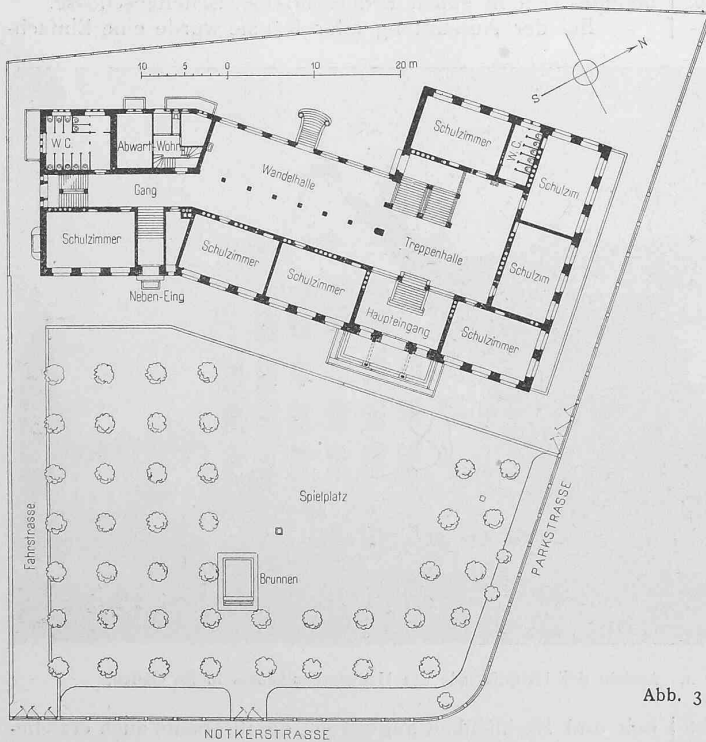 10 5 0 10 20 m
S N
W.C.
Abwart-Wohn.
Schulzimmer
W.C.
Schulzim
Wandelhalle
Gang
Treppenhalle
Schulzimmer
Schulzimmer
Schulzimmer
Schulzim
Neben-Eing
Haupteingang
Schulzimmer
Spielplatz
Fahrstrasse
Brunnen
PARKSTRASSE
Abb. 3
NOTKERSTRASSE